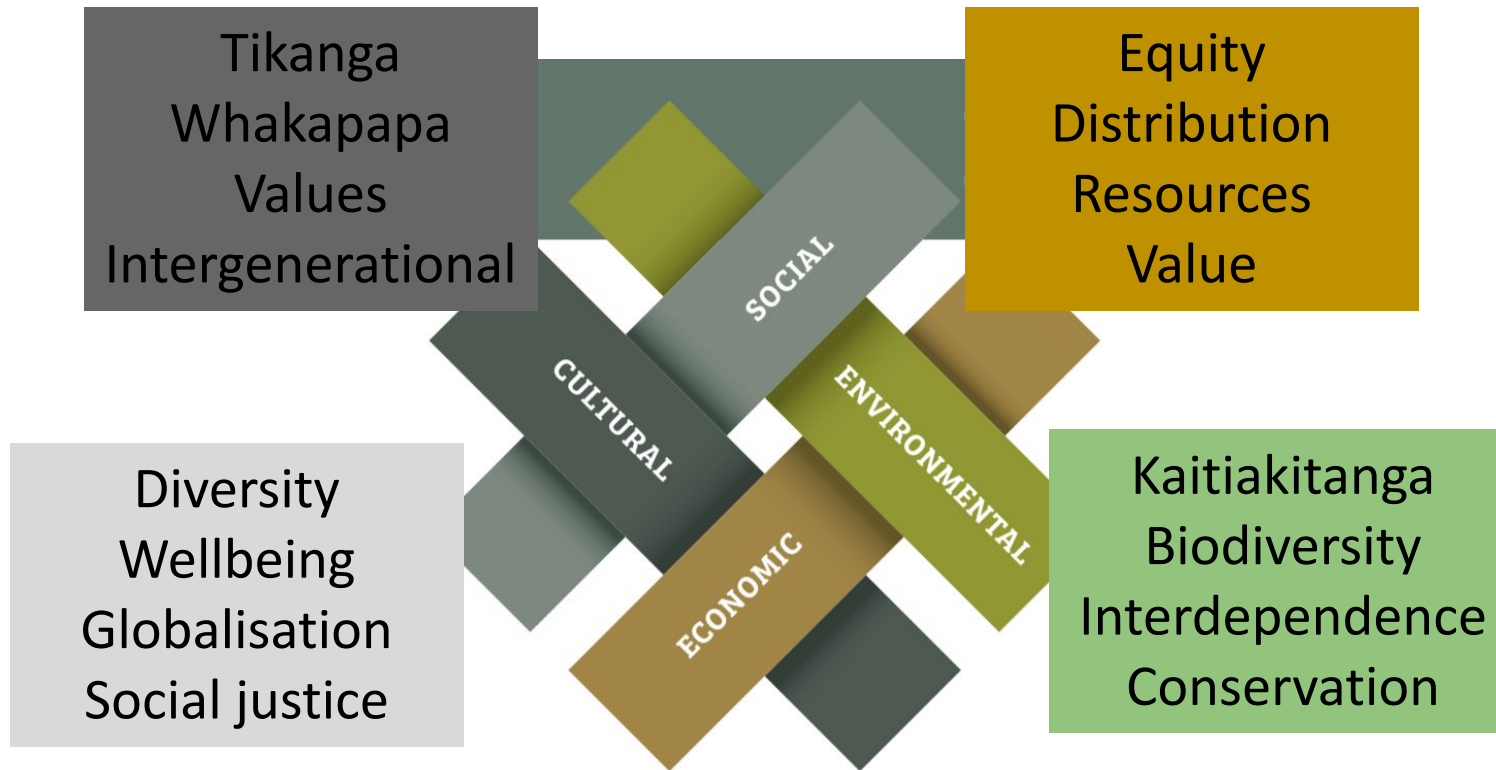 Tikanga
Whakapapa
Values
Intergenerational
Equity
Distribution
Resources
Value
SOCIAL
CULTURAL
ENVIRONMENTAL
ECONOMIC
Diversity
Wellbeing
Globalisation
Social justice
Kaitiakitanga
Biodiversity
Interdependence
Conservation